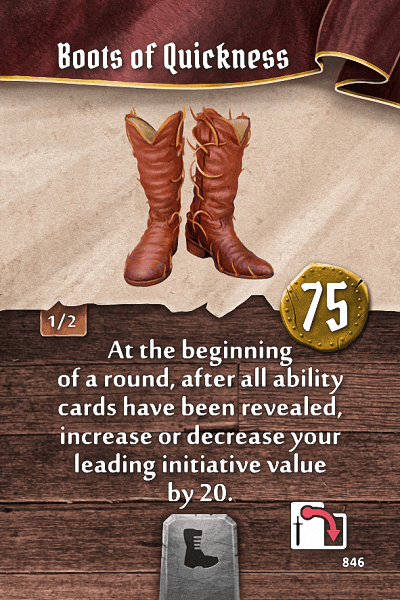 Boots of Quickness
75
1/2
At the beginning
of a round, after all ability
cards have been revealed,
increase or decrease your
leading initiative value
by 20.
846